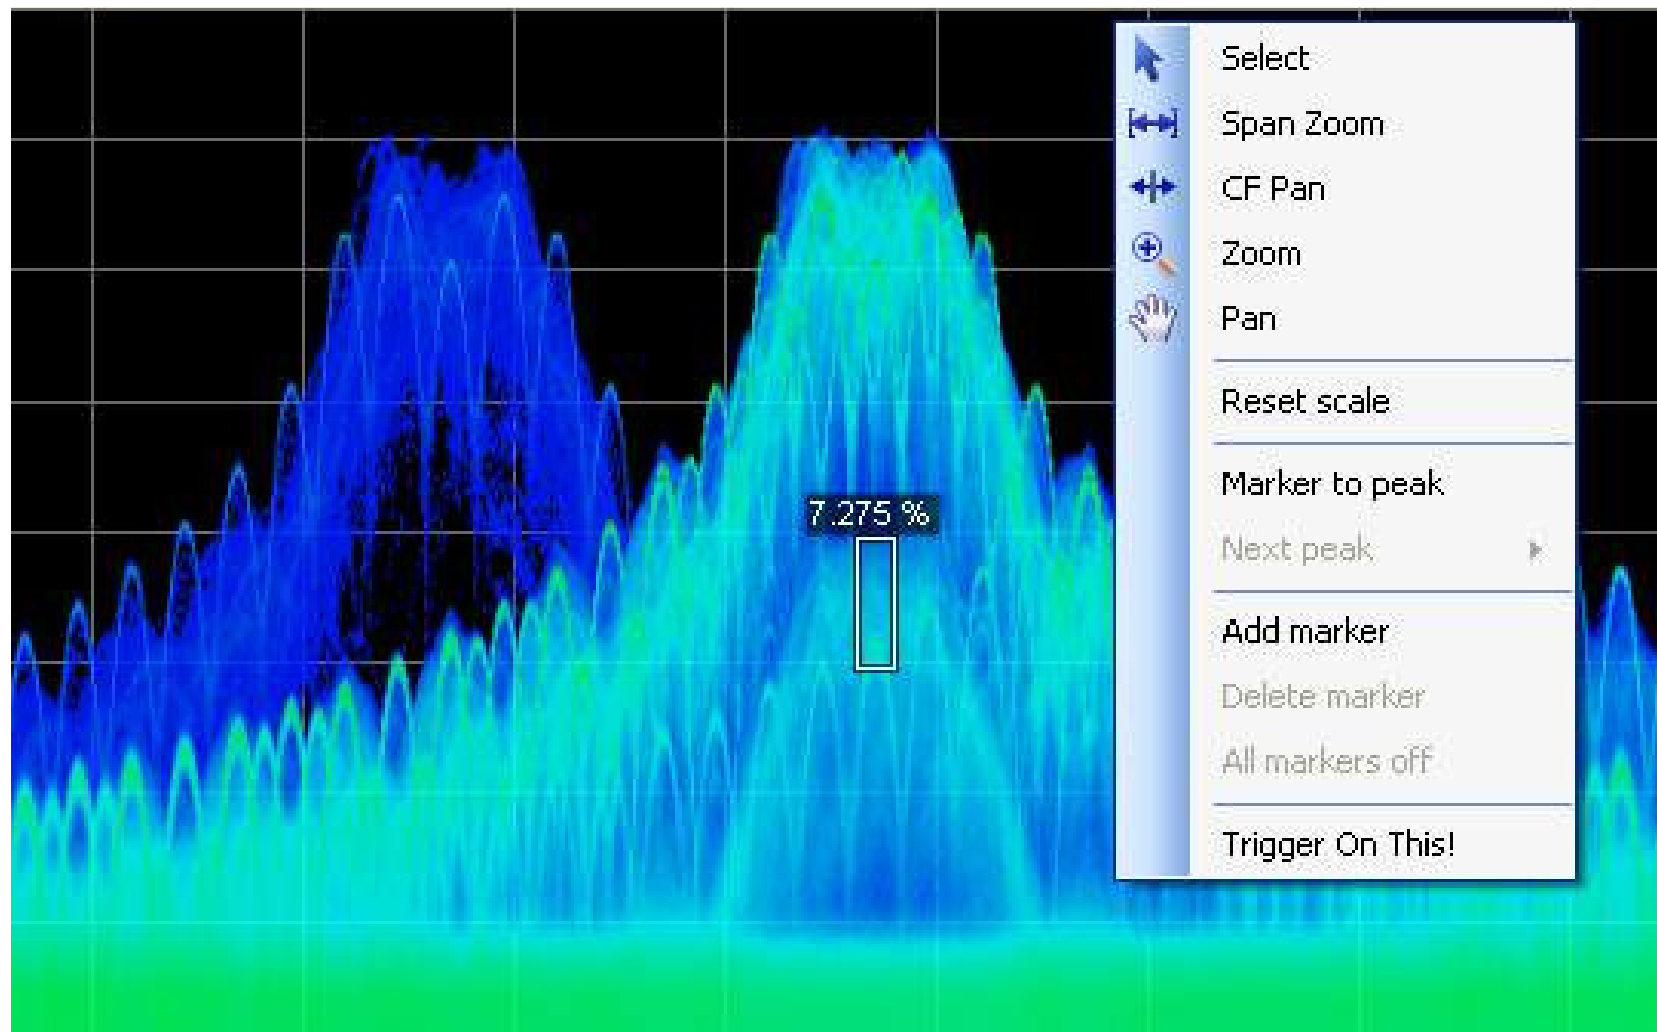 Select
Span Zoom
CF Pan
Zoom
Pan
Reset scale
Marker to peak
7.275 %
Next peak
Add marker
Delete marker
All markers off
Trigger On This!